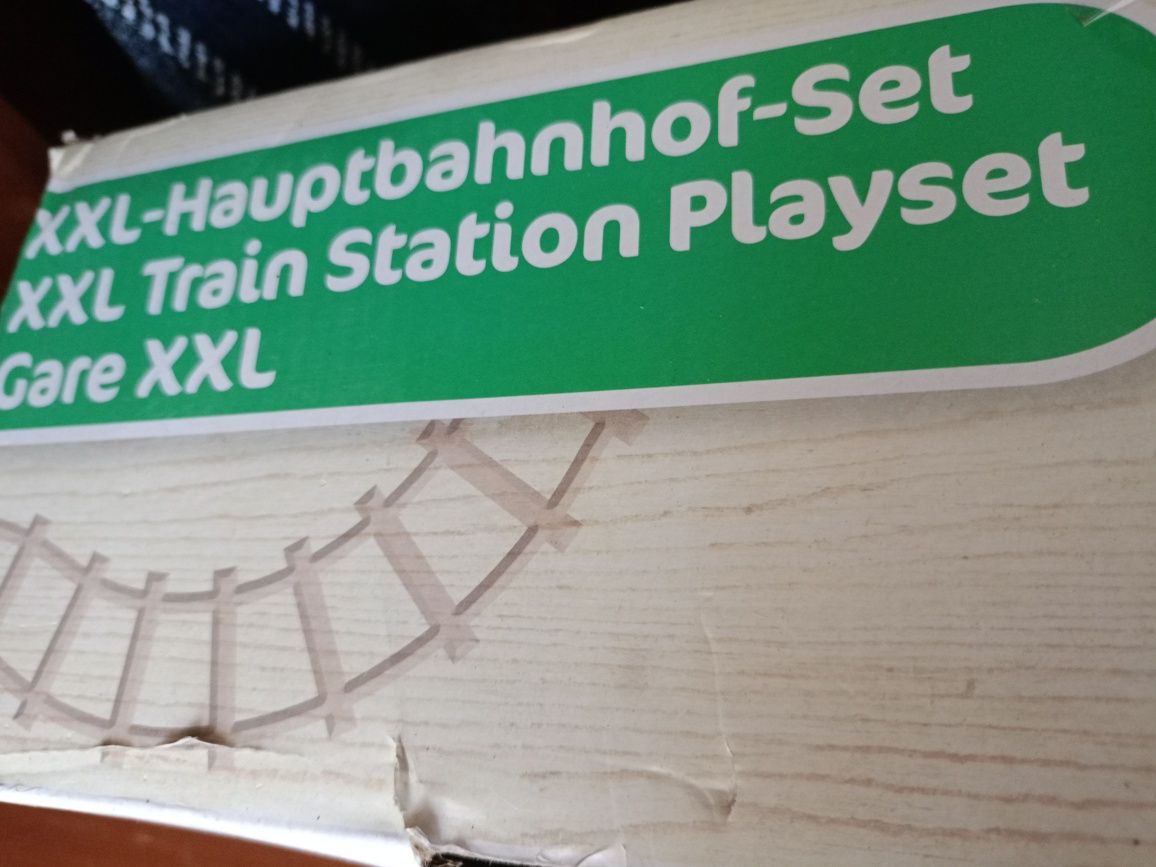 XXL-Hauptbahnhof-Set
XXL Train Station Playset
Gare XXL